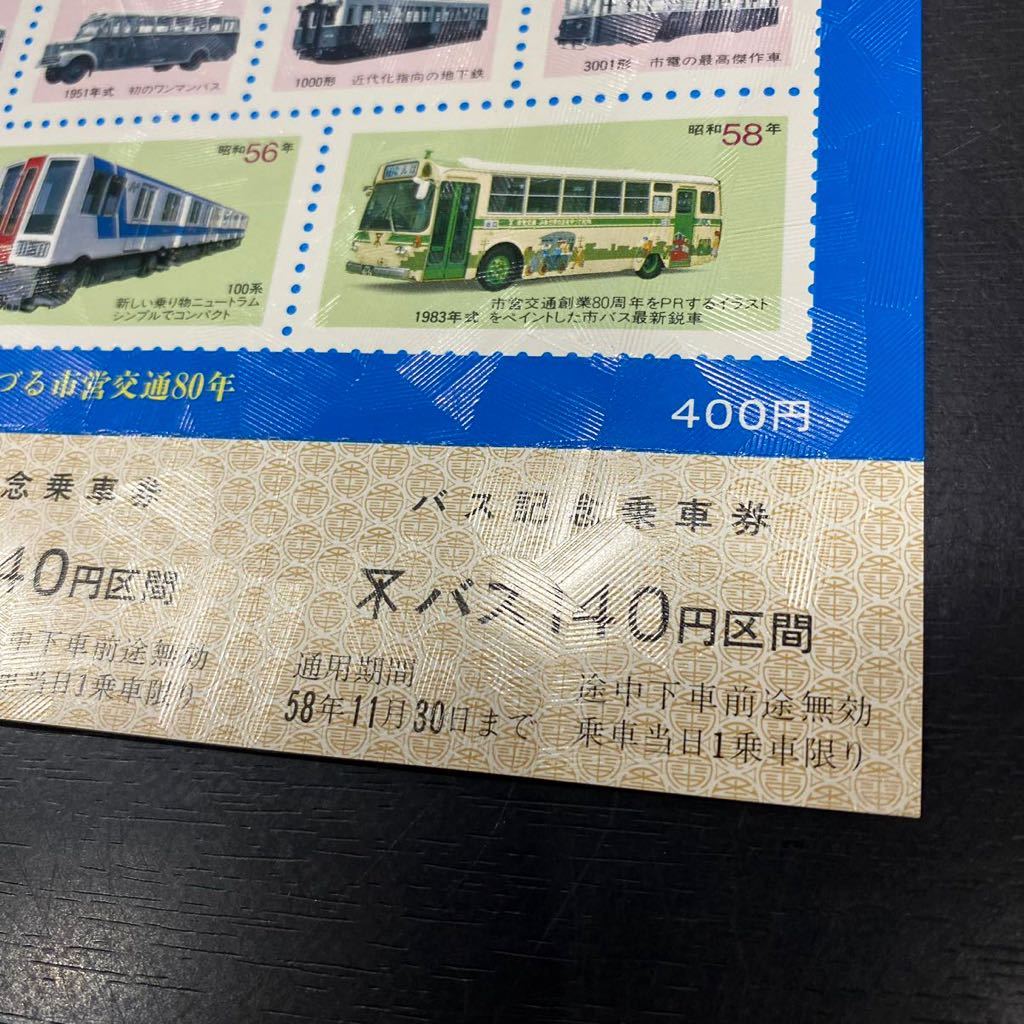 1951年式 初のワンマンバス
1000形 近代化指向の地下鉄
3001形 市電の最高傑作車
昭和56年
100系
新しい乗り物ニュートラム
シンプルでコンパクト
昭和58年
市営交通創業80周年をPRするイラスト
1983年式 をペイントした市バス最新鋭車
づる市営交通80年
400円
念乗車券
40円区間
中下車前途無効
当日1乗車限り
バス記念乗車券
バス 140円区間
通用期間
58年11月30日まで
途中下車前途無効
乗車当日1乗車限り